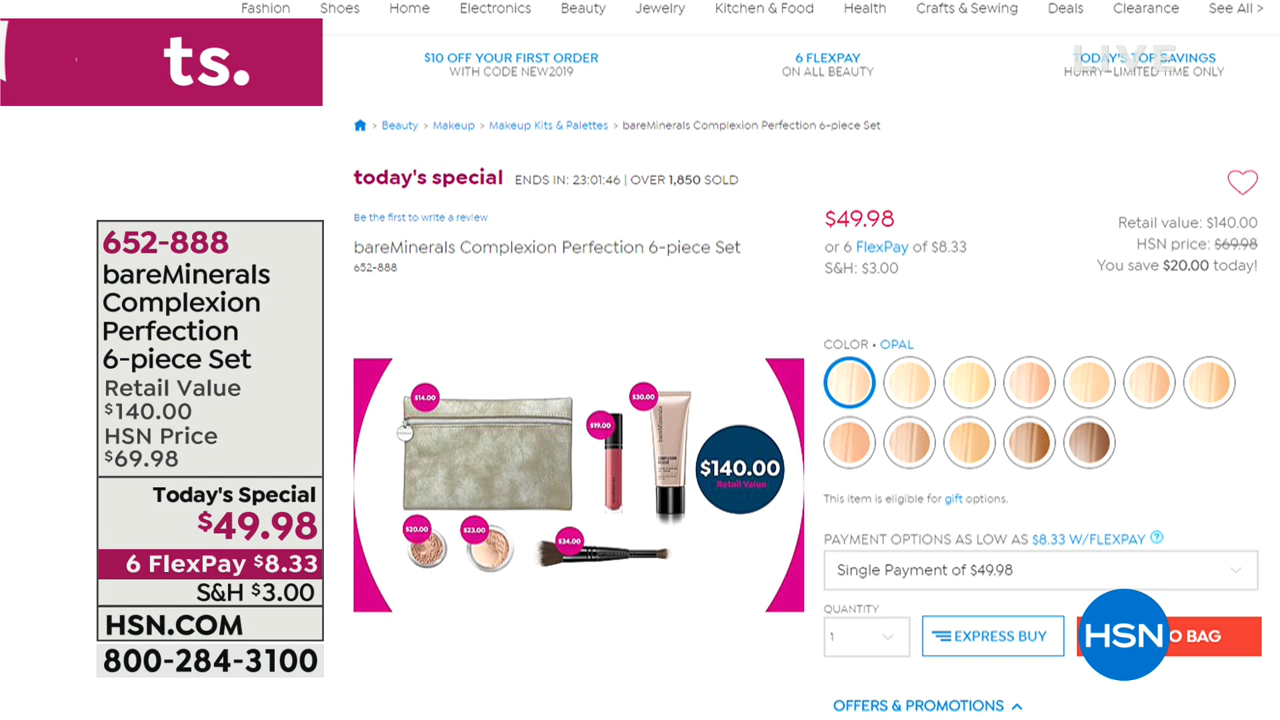 Fashion Shoes Home Electronics Beauty Jewelry Kitchen & Food Health Crafts & Sewing Deals Clearance See All >
ts.
LIVE
$10 OFF YOUR FIRST ORDER
WITH CODE NEW2019
6 FLEXPAY
ON ALL BEAUTY
TODAY'S TOP SAVINGS
HURRY—LIMITED TIME ONLY
> Beauty > Makeup > Makeup Kits & Palettes > bareMinerals Complexion Perfection 6-piece Set
today's special ENDS IN: 23:01:46 | OVER 1,850 SOLD
Be the first to write a review
bareMinerals Complexion Perfection 6-piece Set
652-888
$49.98
or 6 FlexPay of $8.33
S&H: $3.00
Retail value: $140.00
HSN price: $69.98
You save $20.00 today!
652-888
bareMinerals
Complexion
Perfection
6-piece Set
Retail Value
$140.00
HSN Price
$69.98
Today's Special
$49.98
6 FlexPay $8.33
S&H $3.00
HSN.COM
800-284-3100
$14.00
$19.00
$30.00
bareMinerals
COMPLEXION
RESCUE
$140.00
Retail Value
$20.00
$23.00
$34.00
COLOR • OPAL
This item is eligible for gift options.
PAYMENT OPTIONS AS LOW AS $8.33 W/FLEXPAY ?
Single Payment of $49.98
QUANTITY
1
EXPRESS BUY
HSN
O BAG
OFFERS & PROMOTIONS